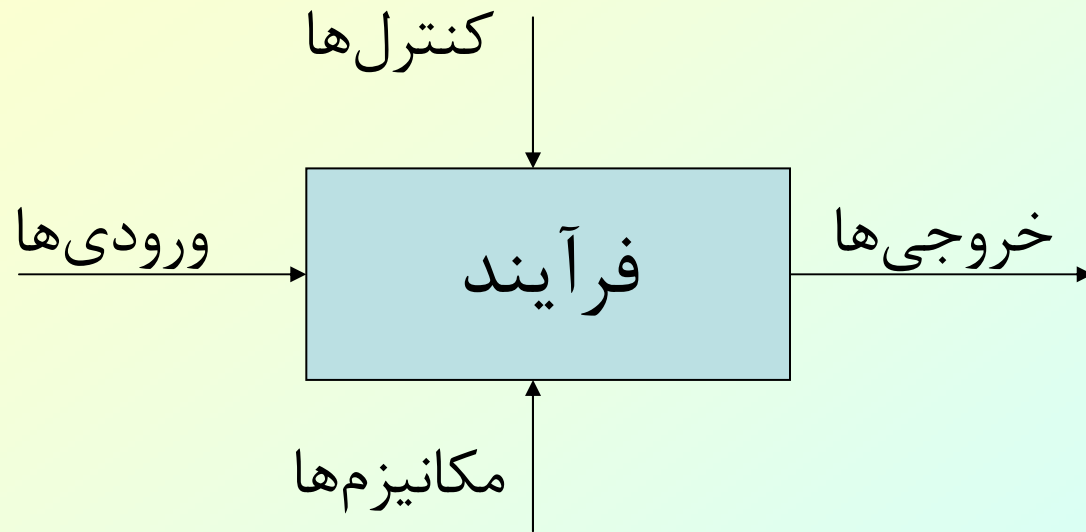 کنترل‌ها
ورودی‌ها
فرآیند
خروجی‌ها
مکانیزم‌ها